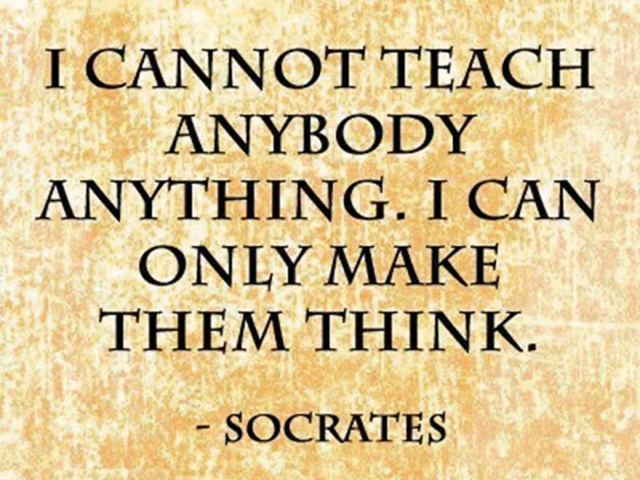 I CANNOT TEACH
ANYBODY
ANYTHING. I CAN
ONLY MAKE
THEM THINK.
- SOCRATES